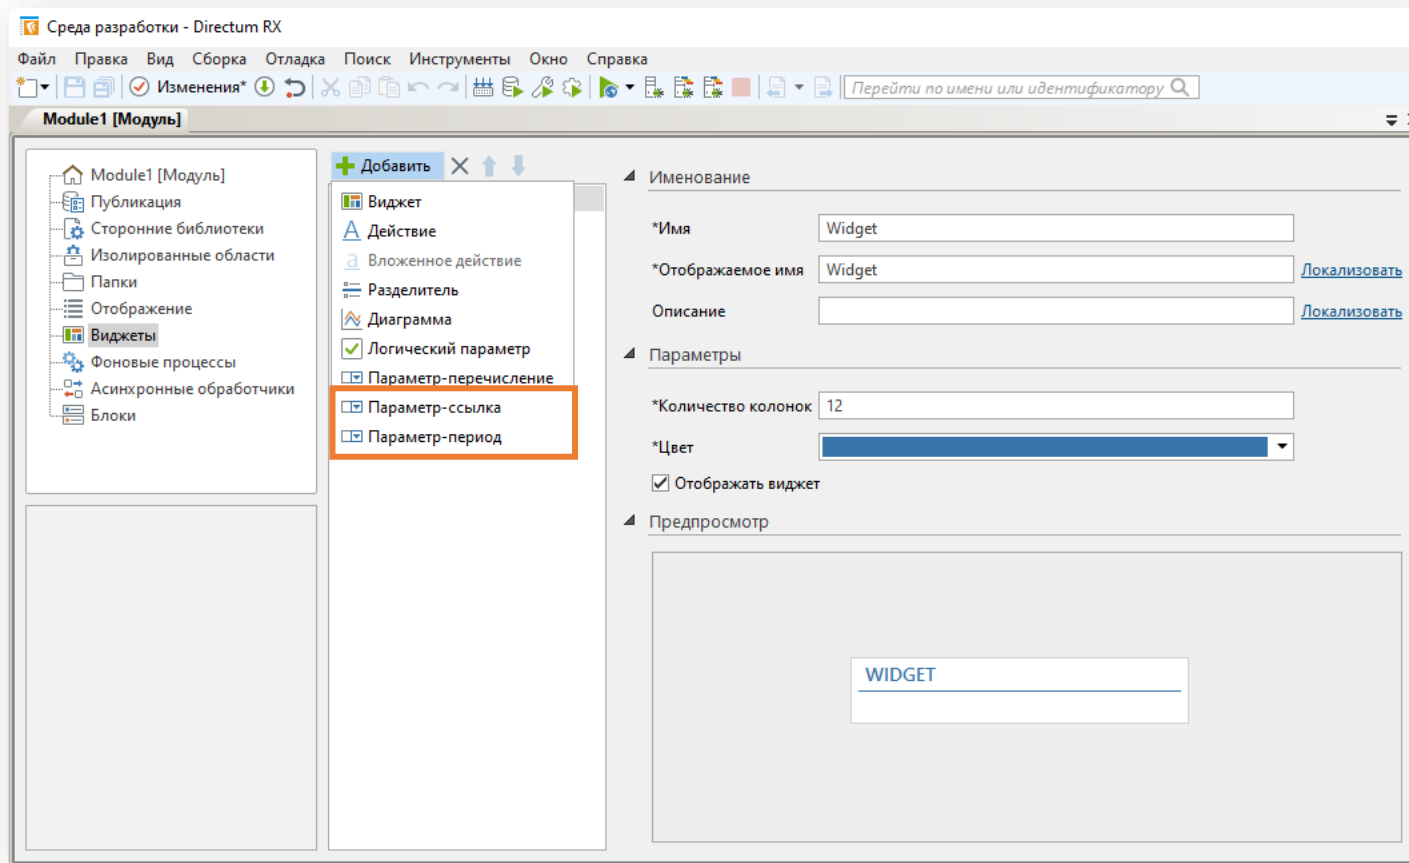 Среда разработки - Directum RX
Файл Правка Вид Сборка Отладка Поиск Инструменты Окно Справка
Изменения*
Перейти по имени или идентификатору
Module1 [Модуль]
Module1 [Модуль]
Публикация
Сторонние библиотеки
Изолированные области
Папки
Отображение
Виджеты
Фоновые процессы
Асинхронные обработчики
Блоки
Добавить
Виджет
Действие
Вложенное действие
Разделитель
Диаграмма
Логический параметр
Параметр-перечисление
Параметр-ссылка
Параметр-период
Именование
*Имя Widget
*Отображаемое имя Widget Локализовать
Описание Локализовать
Параметры
*Количество колонок 12
*Цвет
Отображать виджет
Предпросмотр
WIDGET